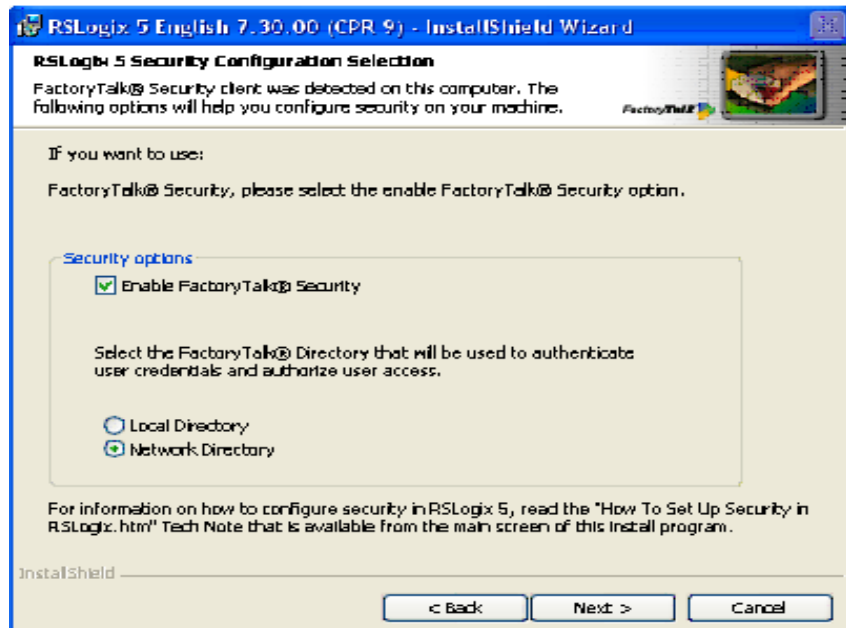 RSLogix 5 English 7.30.00 (CPR 9) - InstallShield Wizard
RSLogix 5 Security Configuration Selection
FactoryTalk® Security client was detected on this computer. The
following options will help you configure security on your machine.
FactoryTalk
If you want to use:
FactoryTalk® Security, please select the enable FactoryTalk® Security option.
Security options
Enable FactoryTalk® Security
Select the FactoryTalk® Directory that will be used to authenticate
user credentials and authorize user access.
Local Directory
Network Directory
For information on how to configure security in RSLogix 5, read the "How To Set Up Security in
RSLogix.htm" Tech Note that is available from the main screen of this install program.
InstallShield
< Back
Next >
Cancel